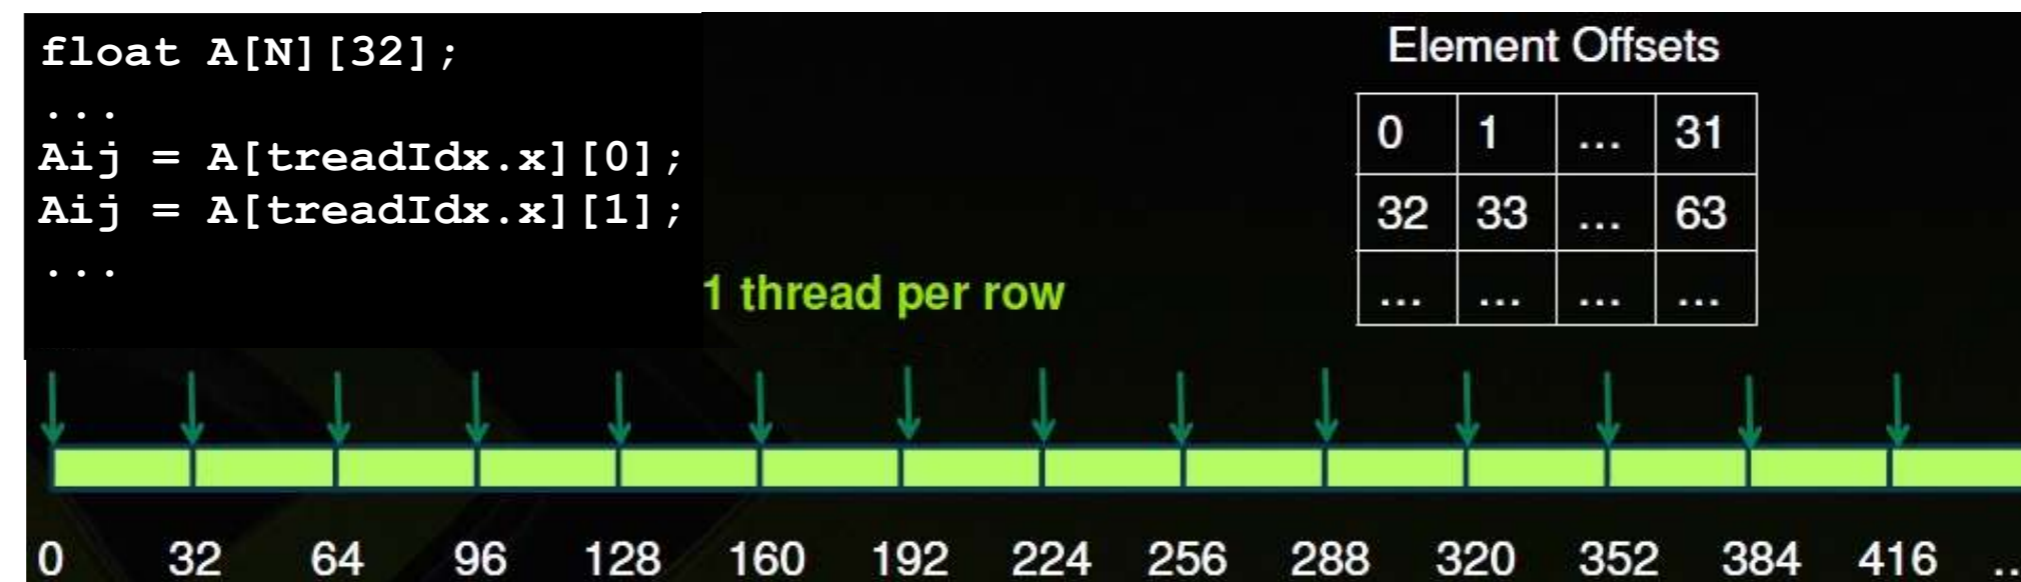 float A[N][32];
...
Aij = A[treadIdx.x][0];
Aij = A[treadIdx.x][1];
...
1 thread per row
Element Offsets
0 1 ... 31
32 33 ... 63
... ... ... ...
0 32 64 96 128 160 192 224 256 288 320 352 384 416 ..